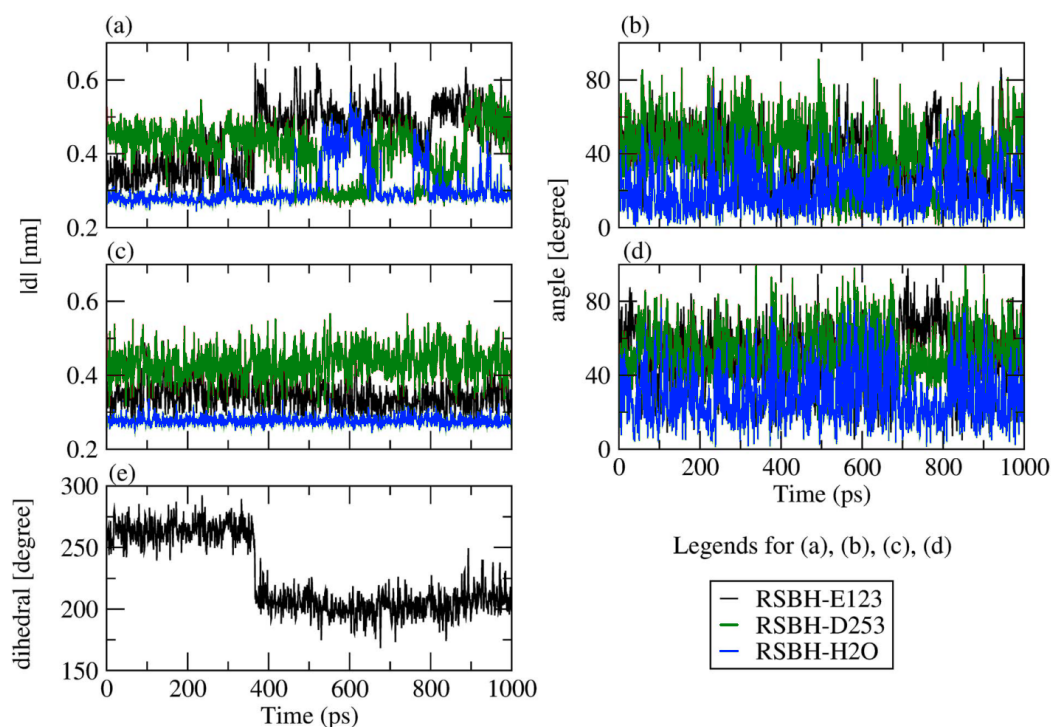 (a)
(b)
0.6
0.4
0.2
80
40
0
|d| [nm]
angle [degree]
(c)
(d)
0.6
0.4
0.2
80
40
0
0 200 400 600 800 1000
Time (ps)
(e)
300
250
200
150
dihedral [degree]
0 200 400 600 800 1000
Time (ps)
Legends for (a), (b), (c), (d)
RSBH-E123
RSBH-D253
RSBH-H2O